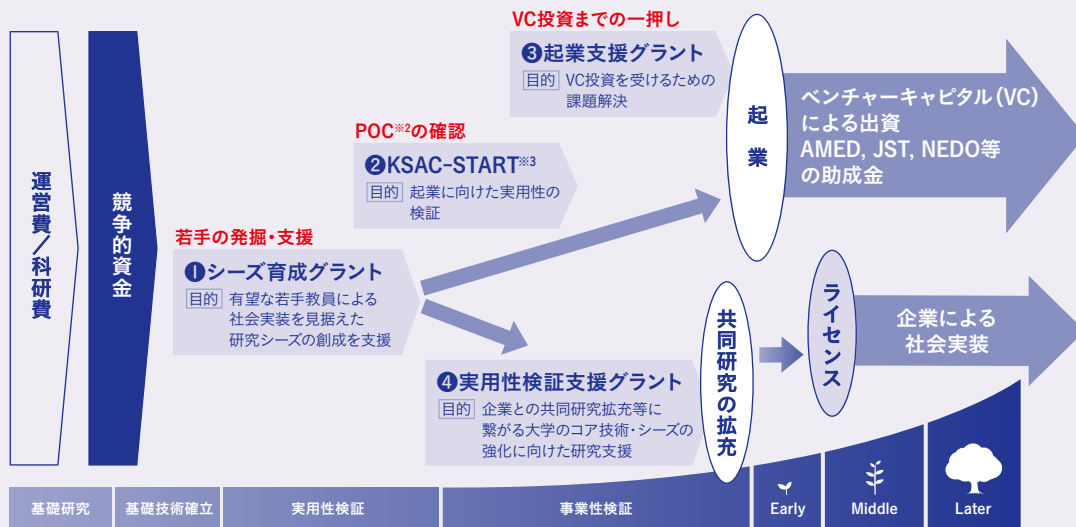 運営費／科研費
競争的資金
若手の発掘・支援
❶シーズ育成グラント
目的 有望な若手教員による
社会実装を見据えた
研究シーズの創成を支援
POC※2の確認
❷KSAC-START※3
目的 起業に向けた実用性の
検証
VC投資までの一押し
❸起業支援グラント
目的 VC投資を受けるための
課題解決
起業
ベンチャーキャピタル（VC）
による出資
AMED, JST, NEDO等
の助成金
❹実用性検証支援グラント
目的 企業との共同研究拡充等に
繋がる大学のコア技術・シーズの
強化に向けた研究支援
共同研究の拡充
ライセンス
企業による
社会実装
基礎研究
基礎技術確立
実用性検証
事業性検証
Early
Middle
Later